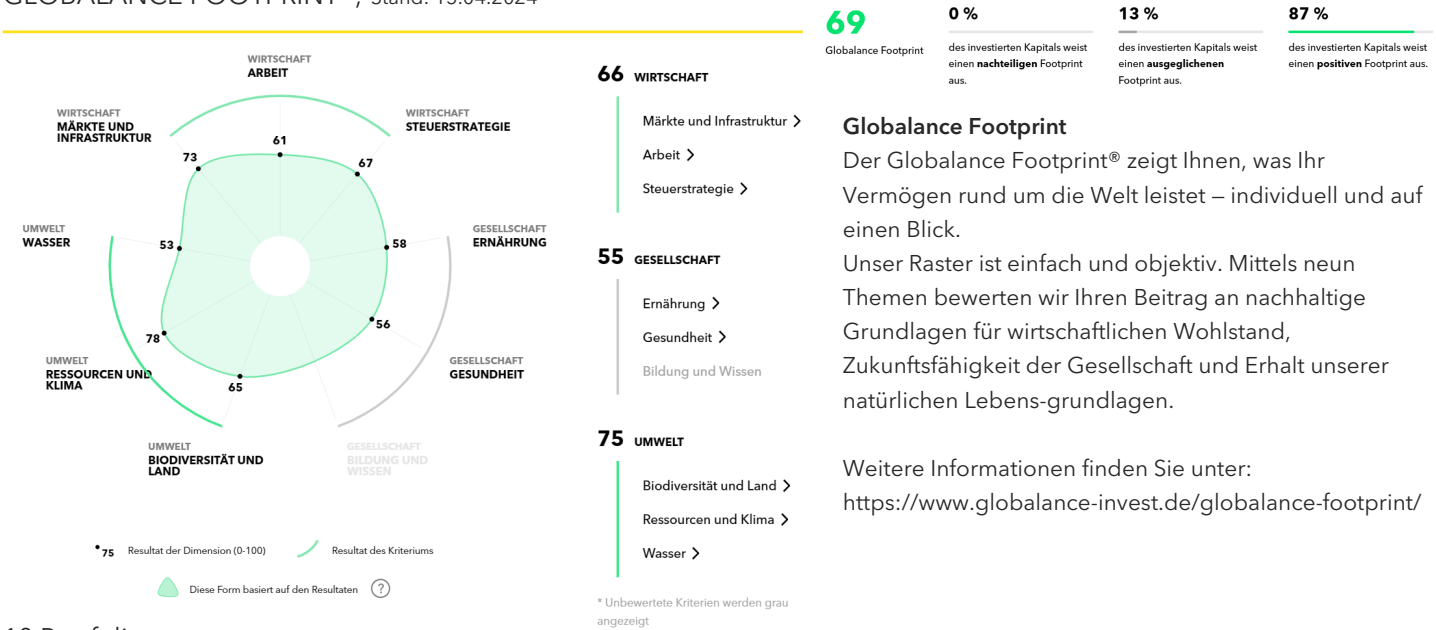 GLOBALANCE FOOTPRINT®, Stand: 15.04.2024
WIRTSCHAFT
ARBEIT
WIRTSCHAFT
MÄRKTE UND
INFRASTRUKTUR
WIRTSCHAFT
STEUERSTRATEGIE
61
73
67
UMWELT
WASSER
53
58
GESELLSCHAFT
ERNÄHRUNG
78
56
UMWELT
RESSOURCEN UND
KLIMA
65
GESELLSCHAFT
GESUNDHEIT
UMWELT
BIODIVERSITÄT UND
LAND
GESELLSCHAFT
BILDUNG UND
WISSEN
75 Resultat der Dimension (0-100)
Resultat des Kriteriums
Diese Form basiert auf den Resultaten ?
66 WIRTSCHAFT
Märkte und Infrastruktur >
Arbeit >
Steuerstrategie >
55 GESELLSCHAFT
Ernährung >
Gesundheit >
Bildung und Wissen
75 UMWELT
Biodiversität und Land >
Ressourcen und Klima >
Wasser >
* Unbewertete Kriterien werden grau
angezeigt
69
Globalance Footprint
0 %
des investierten Kapitals weist
einen nachteiligen Footprint
aus.
13 %
des investierten Kapitals weist
einen ausgeglichenen
Footprint aus.
87 %
des investierten Kapitals weist
einen positiven Footprint aus.
Globalance Footprint
Der Globalance Footprint® zeigt Ihnen, was Ihr
Vermögen rund um die Welt leistet – individuell und auf
einen Blick.
Unser Raster ist einfach und objektiv. Mittels neun
Themen bewerten wir Ihren Beitrag an nachhaltige
Grundlagen für wirtschaftlichen Wohlstand,
Zukunftsfähigkeit der Gesellschaft und Erhalt unserer
natürlichen Lebens-grundlagen.
Weitere Informationen finden Sie unter:
https://www.globalance-invest.de/globalance-footprint/